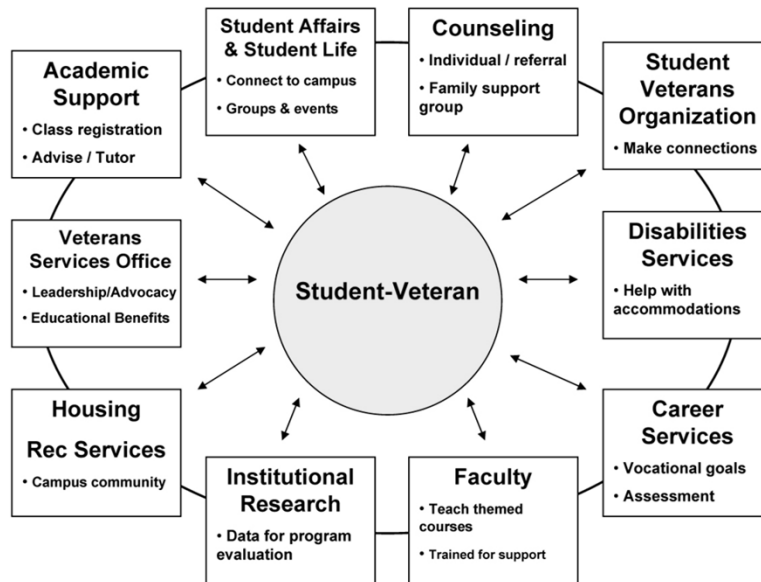 Student Affairs
& Student Life
• Connect to campus
• Groups & events
Counseling
• Individual / referral
• Family support
group
Student
Veterans
Organization
• Make connections
Academic
Support
• Class registration
• Advise / Tutor
Veterans
Services Office
• Leadership/Advocacy
• Educational Benefits
Student-Veteran
Disabilities
Services
• Help with
accommodations
Housing
Rec Services
• Campus community
Institutional
Research
• Data for program
evaluation
Faculty
• Teach themed
courses
• Trained for support
Career
Services
• Vocational goals
• Assessment